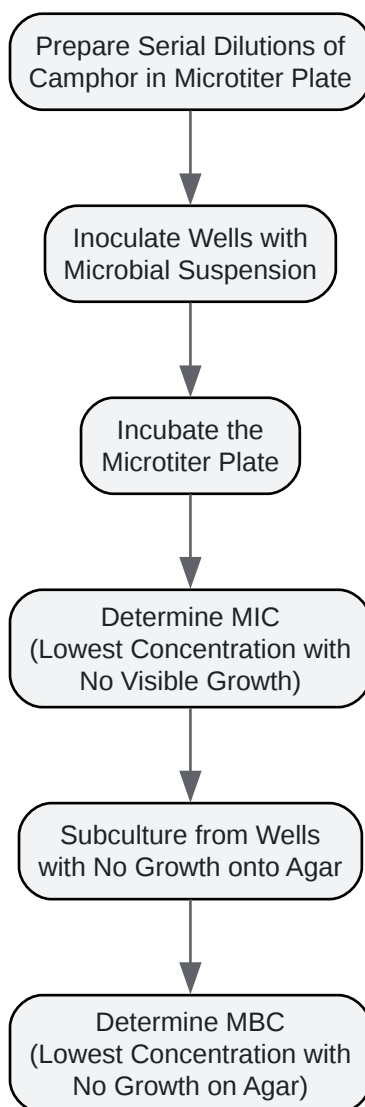 Prepare Serial Dilutions of
Camphor in Microtiter Plate
Inoculate Wells with
Microbial Suspension
Incubate the
Microtiter Plate
Determine MIC
(Lowest Concentration with
No Visible Growth)
Subculture from Wells
with No Growth onto Agar
Determine MBC
(Lowest Concentration with
No Growth on Agar)